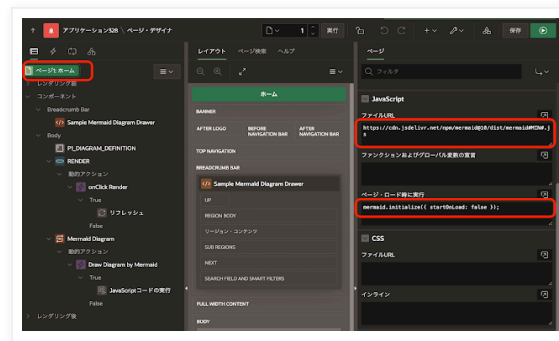 アプリケーション328 \ ページ・デザイナ
1
実行
保存
ページ1: ホーム
レンダリング前
コンポーネント
Breadcrumb Bar
Sample Mermaid Diagram Drawer
Body
P1_DIAGRAM_DEFINITION
RENDER
動的アクション
onClick Render
True
リフレッシュ
False
Mermaid Diagram
動的アクション
Draw Diagram by Mermaid
True
JavaScriptコードの実行
False
レンダリング後
レイアウト ページ検索 ヘルプ
ホーム
BANNER
AFTER LOGO
BEFORE NAVIGATION BAR
AFTER NAVIGATION BAR
TOP NAVIGATION
BREADCRUMB BAR
Sample Mermaid Diagram Drawer
UP
REGION BODY
リージョン・コンテンツ
SUB REGIONS
NEXT
SEARCH FIELD AND SMART FILTERS
FULL WIDTH CONTENT
BODY
ページ
フィルタ
JavaScript
ファイルURL
https://cdn.jsdelivr.net/npm/mermaid@10/dist/mermaid#MIN#.j
s
ファンクションおよびグローバル変数の宣言
ページ・ロード時に実行
mermaid.initialize({ startOnLoad: false });
CSS
ファイルURL
インライン